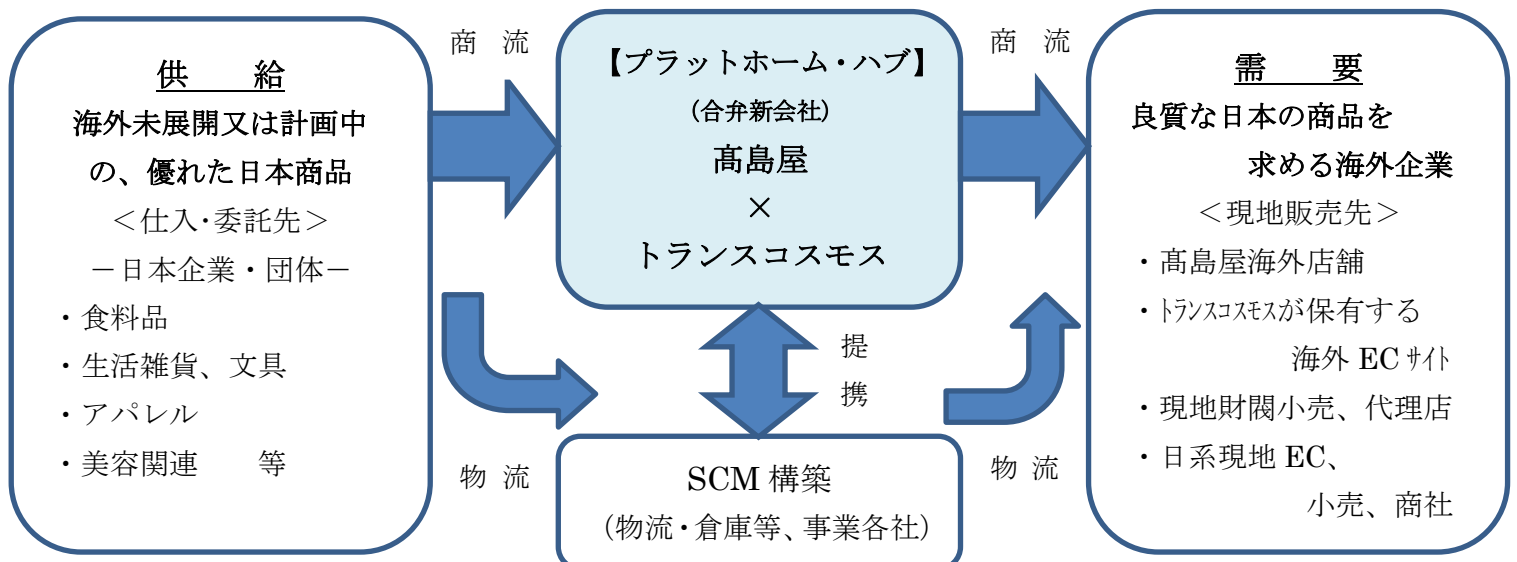 供　　給
海外未展開又は計画中
の、優れた日本商品
＜仕入・委託先＞
－日本企業・団体－
・食料品
・生活雑貨、文具
・アパレル
・美容関連　　等
商　流
物　流
【プラットホーム・ハブ】
（合弁新会社）
髙島屋
×
トランスコスモス
提
携
SCM 構築
（物流・倉庫等、事業各社）
商　流
物　流
需　　要
良質な日本の商品を
求める海外企業
＜現地販売先＞
・髙島屋海外店舗
・ﾄﾗﾝｽｺｽﾓｽが保有する
海外 EC ｻｲﾄ
・現地財閥小売、代理店
・日系現地 EC、
小売、商社